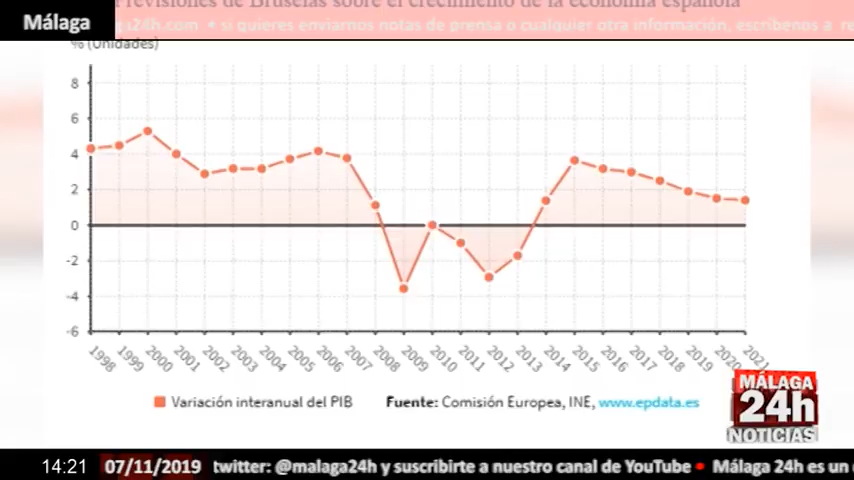 Previsiones de Bruselas sobre el crecimiento de la economía española
Málaga
24h.com • si quieres enviarnos notas de prensa o cualquier otra información, escríbenos a re
% (Unidades)
8
6
4
2
0
-2
-4
-6
1998 1999 2000 2001 2002 2003 2004 2005 2006 2007 2008 2009 2010 2011 2012 2013 2014 2015 2016 2017 2018 2019 2020 2021
Variación interanual del PIB Fuente: Comisión Europea, INE, www.epdata.es
MÁLAGA
24h
NOTICIAS
14:21 07/11/2019 twitter: @malaga24h y suscribirte a nuestro canal de YouTube • Málaga 24h es un